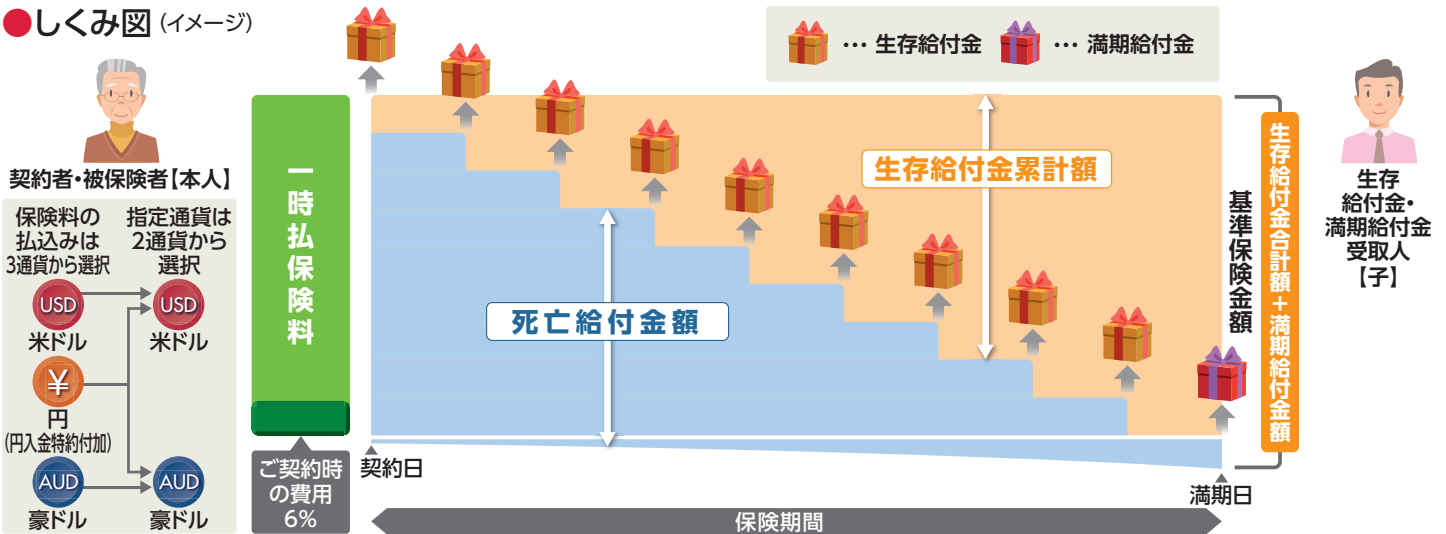 ●しくみ図(イメージ)
… 生存給付金
… 満期給付金
契約者・被保険者【本人】
保険料の
払込みは
3通貨から選択
指定通貨は
2通貨から
選択
USD
米ドル
USD
米ドル
¥
円
(円入金特約付加)
AUD
豪ドル
AUD
豪ドル
一時払保険料
ご契約時
の費用
6%
生存給付金累計額
死亡給付金額
契約日
満期日
保険期間
基準保険金額
生存給付金合計額+満期給付金額
生存
給付金・
満期給付金
受取人
【子】